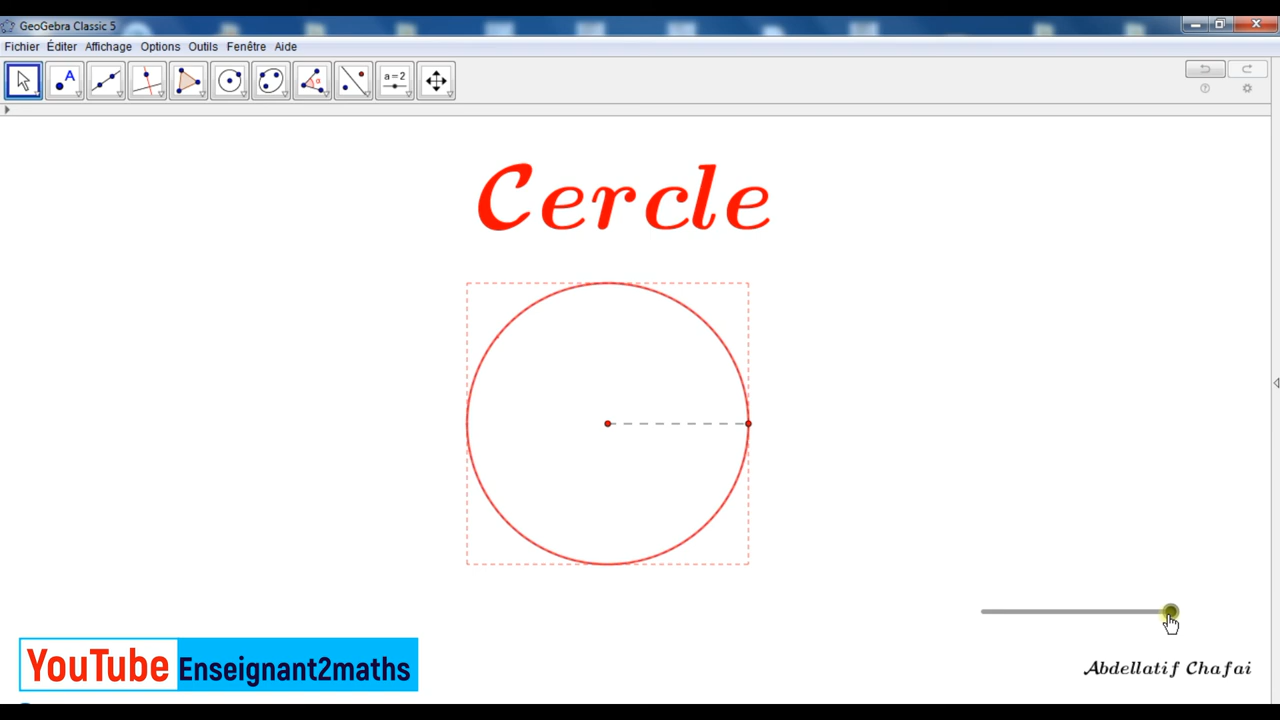 GeoGebra Classic 5
Fichier Éditer Affichage Options Outils Fenêtre Aide
A
α
a = 2
Cercle
YouTube Enseignant2maths
Abdellatif Chafai